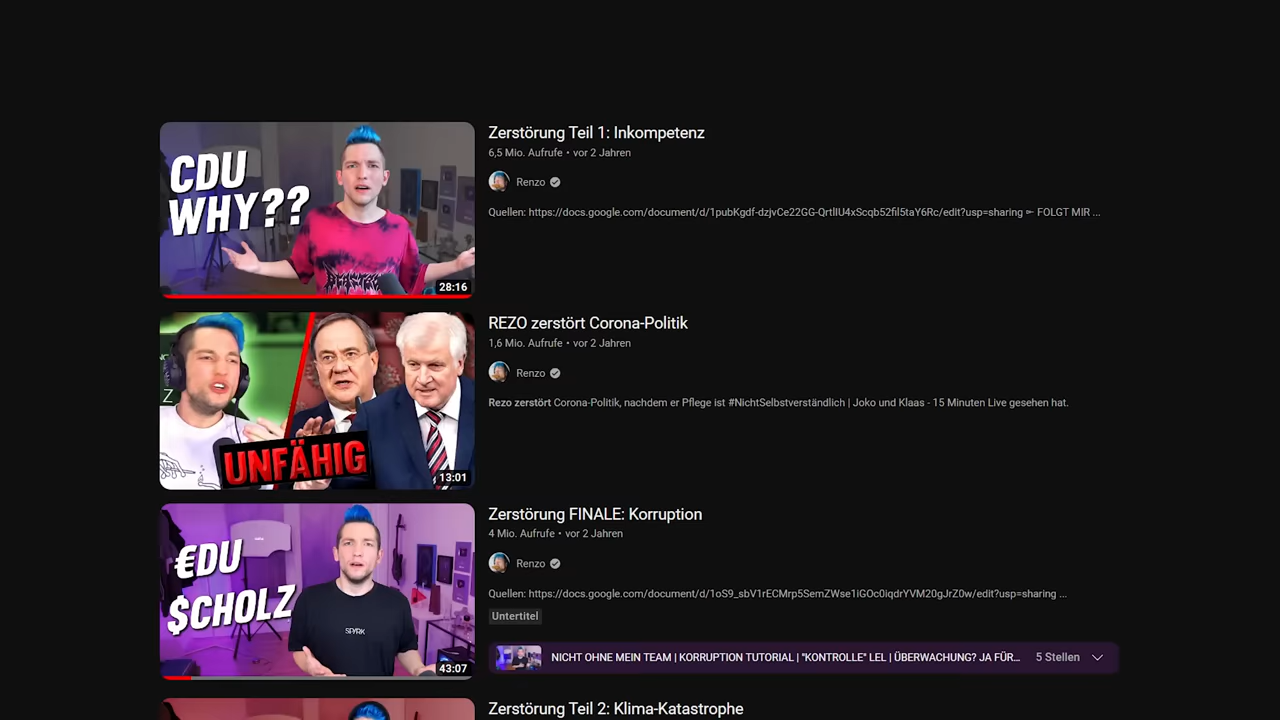 CDU
WHY??
28:16
Zerstörung Teil 1: Inkompetenz
6,5 Mio. Aufrufe • vor 2 Jahren
Renzo
Quellen: https://docs.google.com/document/d/1pubKgdf-dzjvCe22GG-QrtlIU4xScqb52fil5taY6Rc/edit?usp=sharing ► FOLGT MIR ...
Z
UNFÄHIG
13:01
REZO zerstört Corona-Politik
1,6 Mio. Aufrufe • vor 2 Jahren
Renzo
Rezo zerstört Corona-Politik, nachdem er Pflege ist #NichtSelbstverständlich | Joko und Klaas - 15 Minuten Live gesehen hat.
€DU
$CHOLZ
SPYRK
43:07
Zerstörung FINALE: Korruption
4 Mio. Aufrufe • vor 2 Jahren
Renzo
Quellen: https://docs.google.com/document/d/1oS9_sbV1rECMrp5SemZWse1iGOc0iqdrYVM20gJrZ0w/edit?usp=sharing ...
Untertitel
NICHT OHNE MEIN TEAM | KORRUPTION TUTORIAL | "KONTROLLE" LEL | ÜBERWACHUNG? JA FÜR... 5 Stellen
Zerstörung Teil 2: Klima-Katastrophe